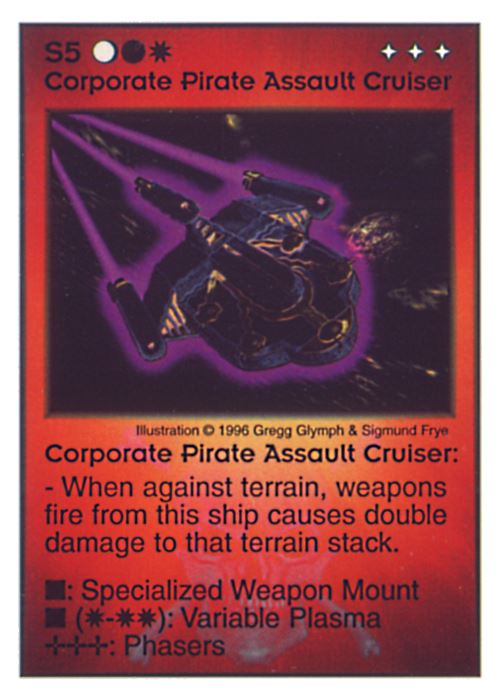 S5
Corporate Pirate Assault Cruiser
Illustration © 1996 Gregg Glymph & Sigmund Frye
Corporate Pirate Assault Cruiser:
- When against terrain, weapons
fire from this ship causes double
damage to that terrain stack.
■: Specialized Weapon Mount
■ (✷-✷✷): Variable Plasma
✢✢✢: Phasers